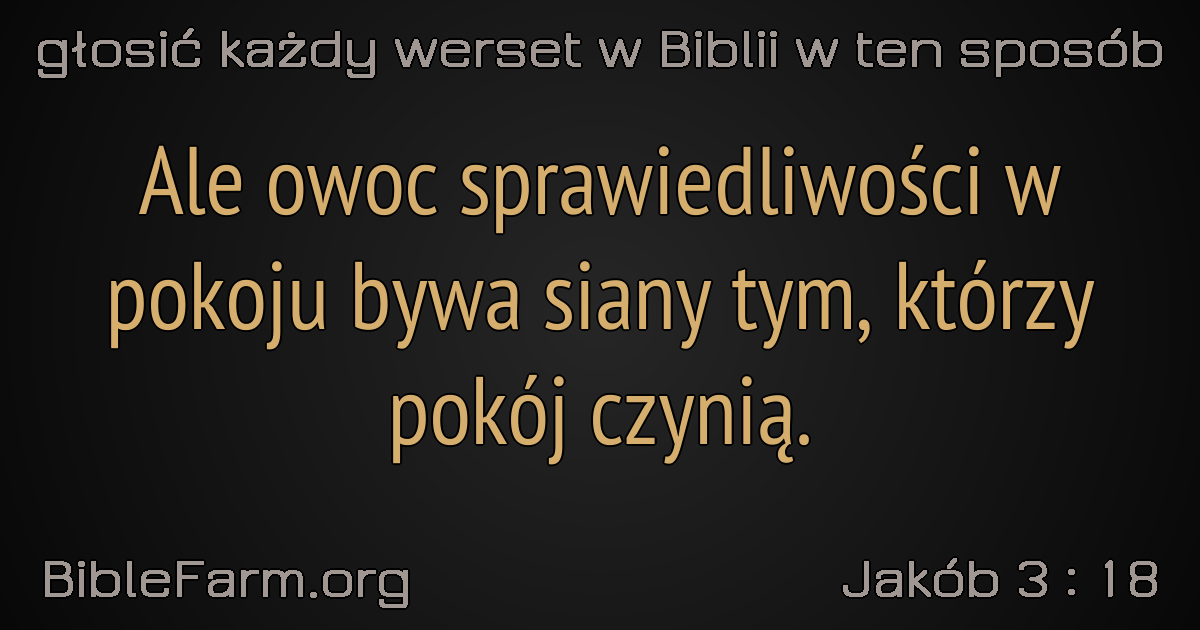 głosić każdy werset w Biblii w ten sposób
Ale owoc sprawiedliwości w
pokoju bywa siany tym, którzy
pokój czynią.
BibleFarm.org
Jakób 3 : 18